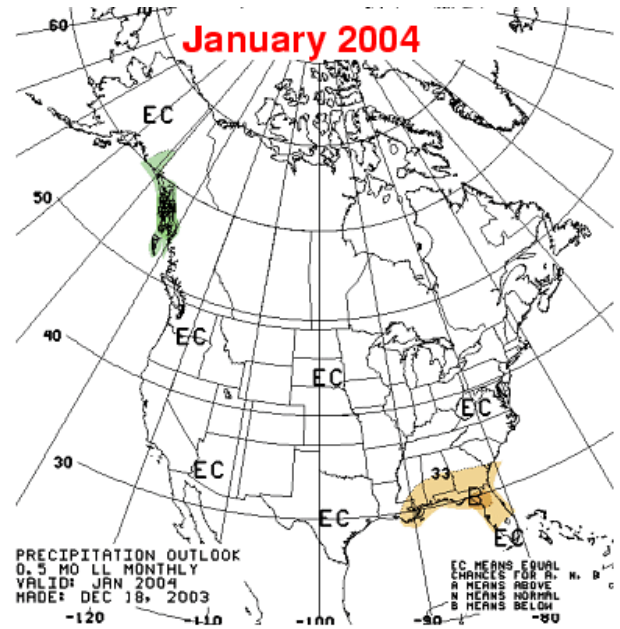 January 2004
60
70
EC
50
40
EC
EC
EC
30
EC
33
B
EC
EC
PRECIPITATION OUTLOOK
0.5 MO LL MONTHLY
VALID: JAN 2004
MADE: DEC 18, 2003
EC MEANS EQUAL
CHANCES FOR A, N, B
A MEANS ABOVE
N MEANS NORMAL
B MEANS BELOW
-120
-110
-100
-90
-80